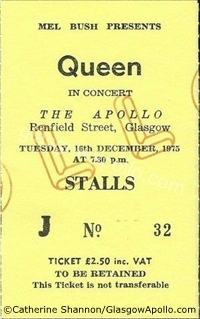 MEL BUSH PRESENTS
Queen
IN CONCERT
THE APOLLO
Renfield Street, Glasgow
TUESDAY, 16th DECEMBER, 1975
AT 7.30 p.m.
STALLS
J No 32
TICKET £2.50 inc. VAT
TO BE RETAINED
This Ticket is not transferable
©Catherine Shannon/GlasgowApollo.com